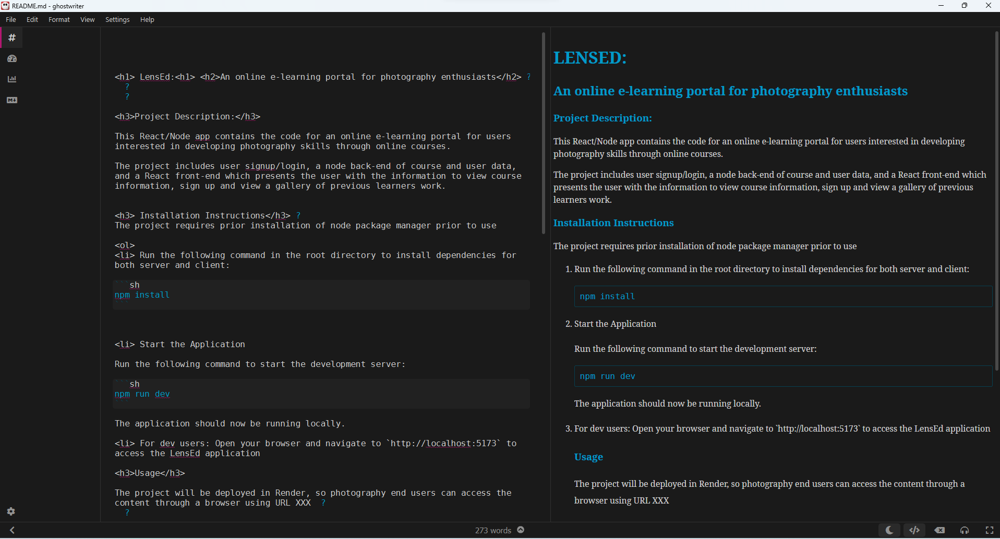 README.md - ghostwriter
File Edit Format View Settings Help
#
<h1> LensEd:<h1> <h2>An online e-learning portal for photography enthusiasts</h2> ?
?
?
<h3>Project Description:</h3>
This React/Node app contains the code for an online e-learning portal for users
interested in developing photography skills through online courses.
The project includes user signup/login, a node back-end of course and user data,
and a React front-end which presents the user with the information to view course
information, sign up and view a gallery of previous learners work.
<h3> Installation Instructions</h3> ?
The project requires prior installation of node package manager prior to use
<ol>
<li> Run the following command in the root directory to install dependencies for
both server and client:
```sh
npm install
```
<li> Start the Application
Run the following command to start the development server:
```sh
npm run dev
```
The application should now be running locally.
<li> For dev users: Open your browser and navigate to `http://localhost:5173` to
access the LensEd application
<h3>Usage</h3>
The project will be deployed in Render, so photography end users can access the
content through a browser using URL XXX ?
?
LENSED:
An online e-learning portal for photography enthusiasts
Project Description:
This React/Node app contains the code for an online e-learning portal for users interested in developing
photography skills through online courses.
The project includes user signup/login, a node back-end of course and user data, and a React front-end which
presents the user with the information to view course information, sign up and view a gallery of previous
learners work.
Installation Instructions
The project requires prior installation of node package manager prior to use
1. Run the following command in the root directory to install dependencies for both server and client:
npm install
2. Start the Application
Run the following command to start the development server:
npm run dev
The application should now be running locally.
3. For dev users: Open your browser and navigate to `http://localhost:5173` to access the LensEd application
Usage
The project will be deployed in Render, so photography end users can access the content through a
browser using URL XXX
273 words